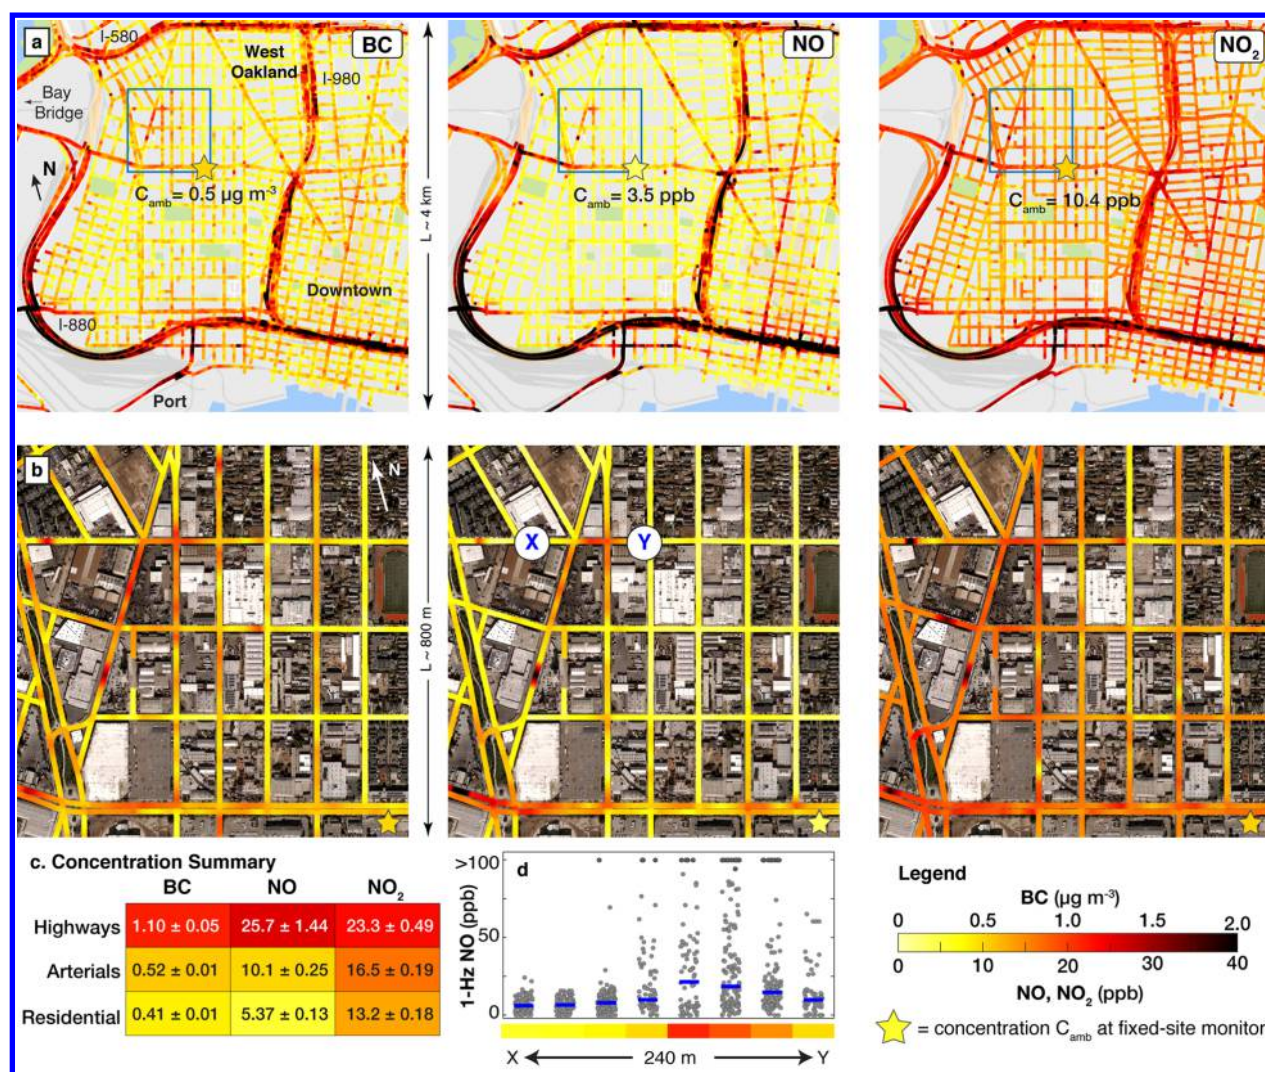 a
I-580
BC
West
Oakland
I-980
Bay
Bridge
N
C_amb = 0.5 µg m⁻³
I-880
Downtown
Port
L ~ 4 km
NO
C_amb = 3.5 ppb
NO₂
C_amb = 10.4 ppb
b
N
L ~ 800 m
X
Y
c. Concentration Summary
BC NO NO₂
Highways 1.10 ± 0.05 25.7 ± 1.44 23.3 ± 0.49
Arterials 0.52 ± 0.01 10.1 ± 0.25 16.5 ± 0.19
Residential 0.41 ± 0.01 5.37 ± 0.13 13.2 ± 0.18
d
1-Hz NO (ppb)
>100
50
0
X 240 m Y
Legend
BC (µg m⁻³)
0 0.5 1.0 1.5 2.0
0 10 20 30 40
NO, NO₂ (ppb)
= concentration C_amb at fixed-site monitor